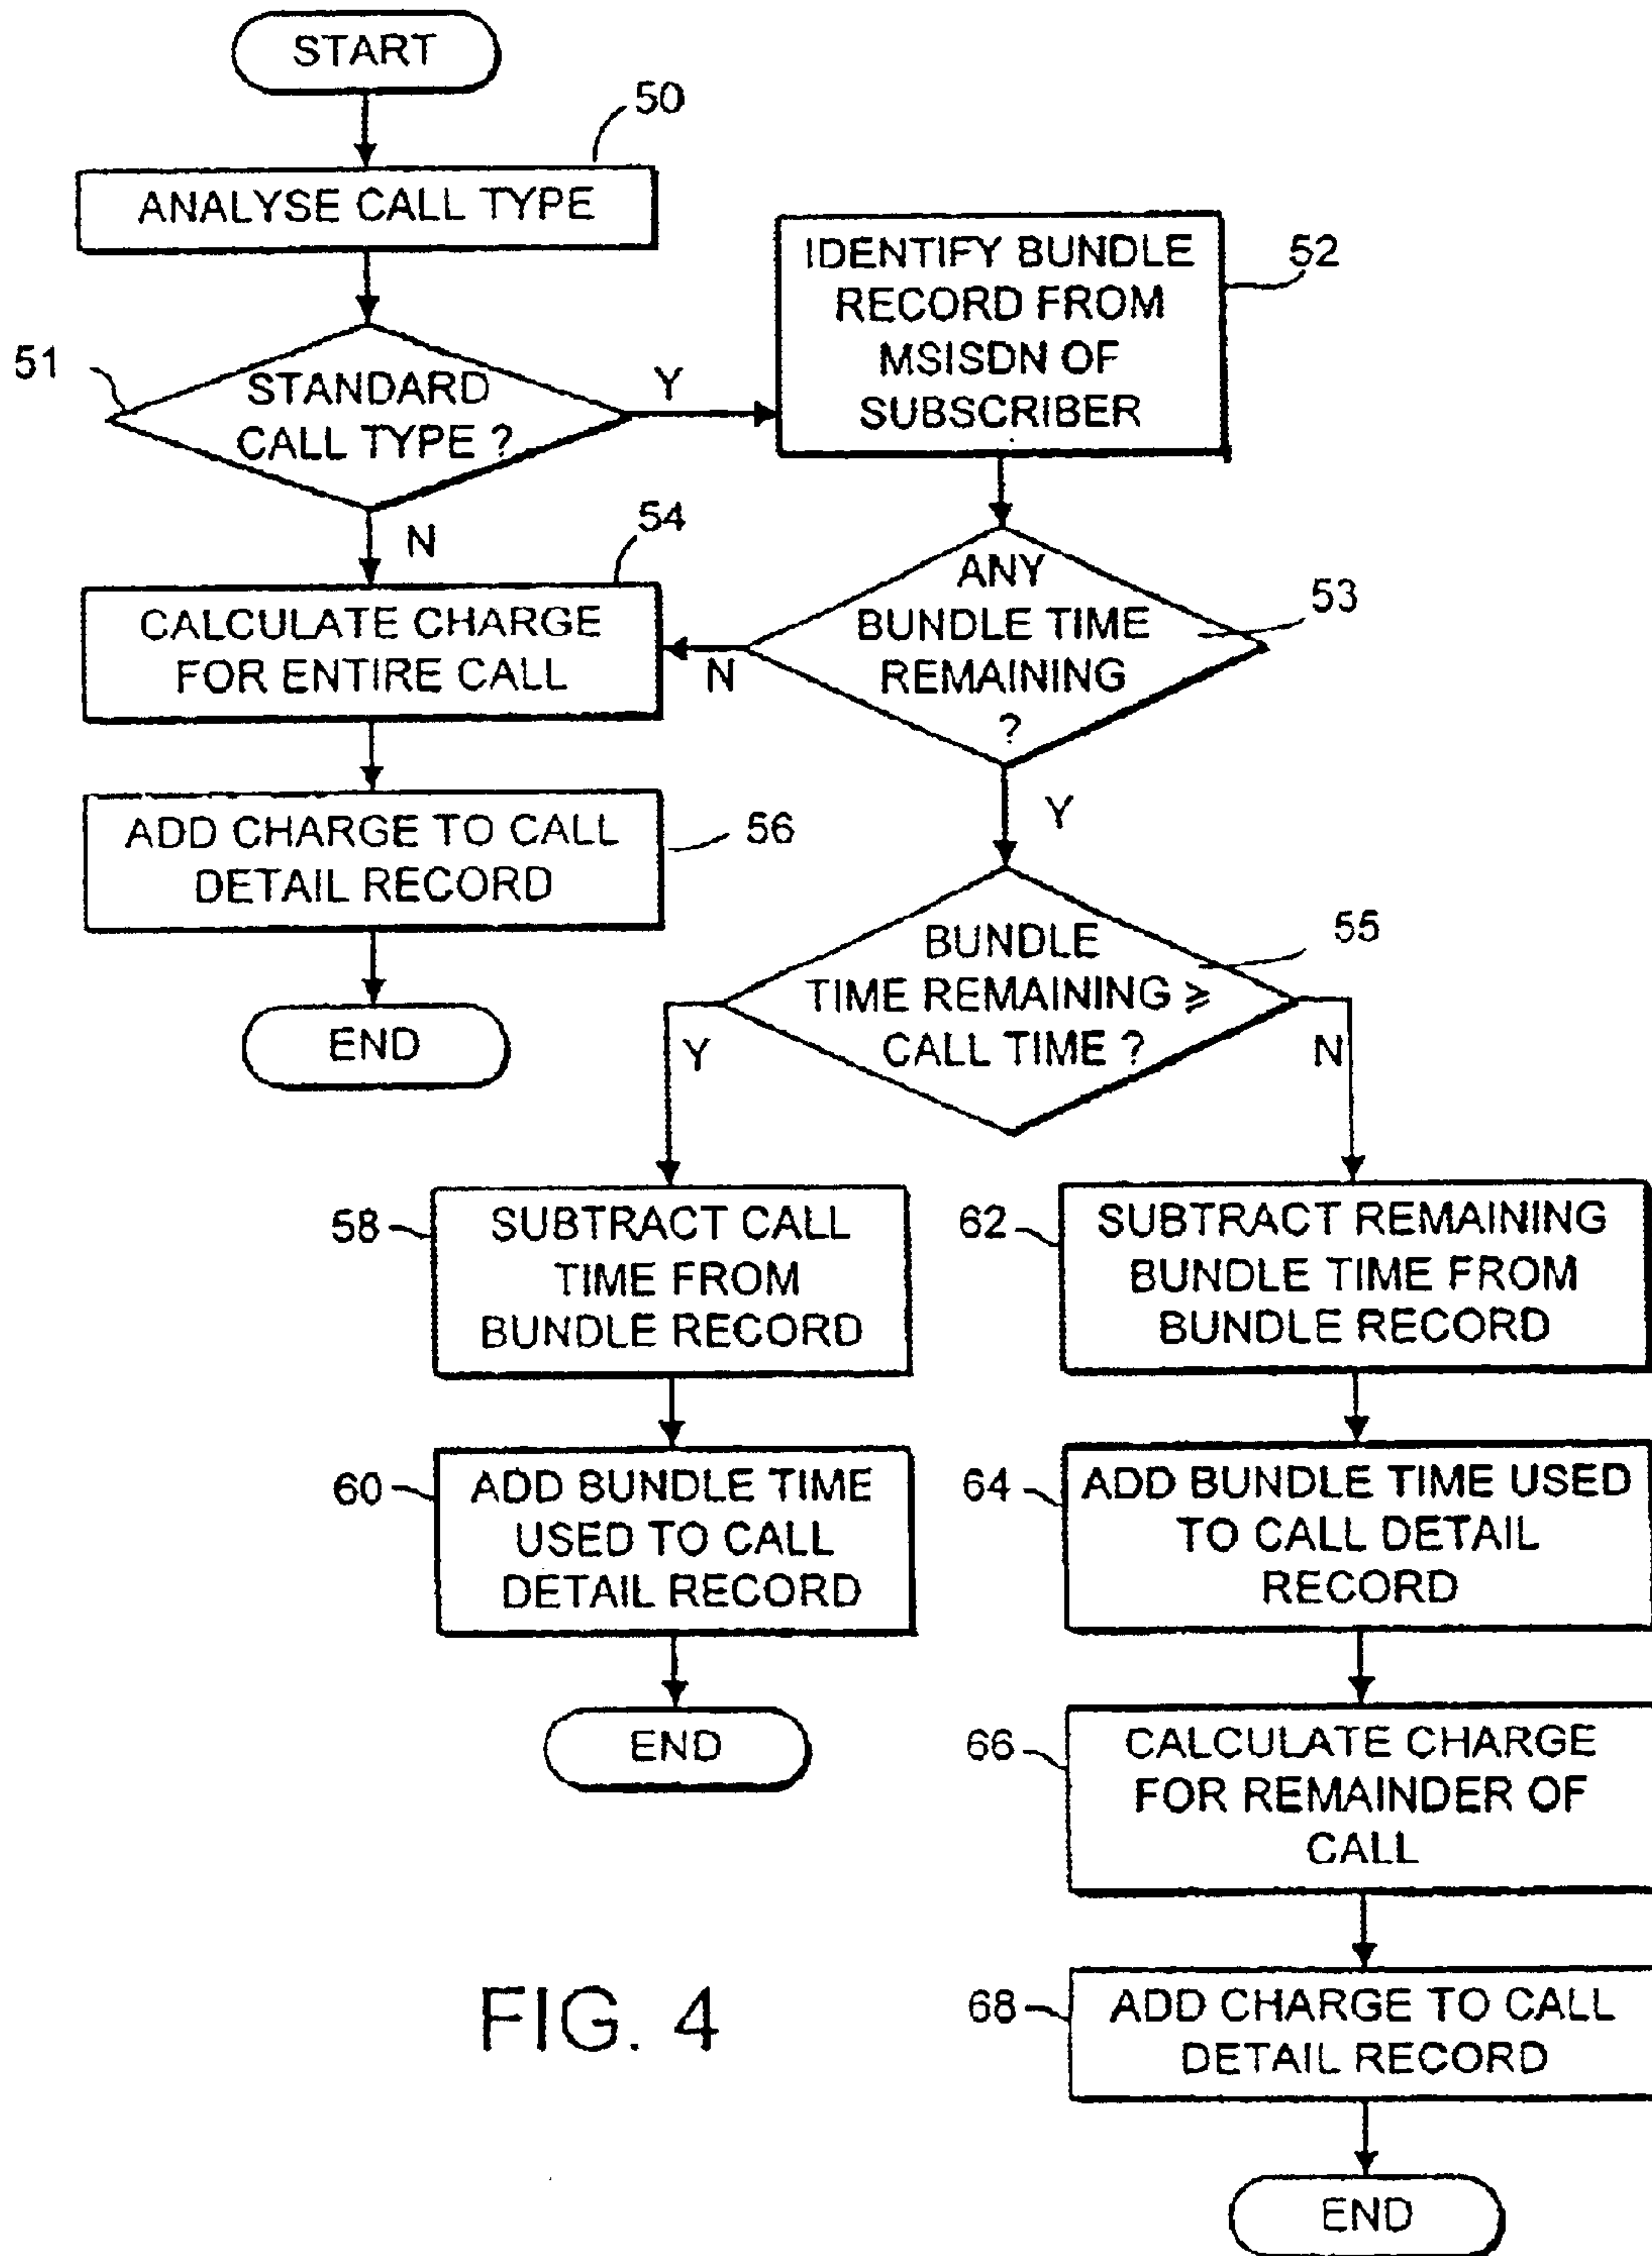 START
50
ANALYSE CALL TYPE
51
STANDARD
CALL TYPE ?
Y
N
IDENTIFY BUNDLE
RECORD FROM
MSISDN OF
SUBSCRIBER
52
54
CALCULATE CHARGE
FOR ENTIRE CALL
ANY
BUNDLE TIME
REMAINING
?
53
N
Y
ADD CHARGE TO CALL
DETAIL RECORD
56
END
BUNDLE
TIME REMAINING ⩾
CALL TIME ?
55
Y
N
58
SUBTRACT CALL
TIME FROM
BUNDLE RECORD
60
ADD BUNDLE TIME
USED TO CALL
DETAIL RECORD
END
62
SUBTRACT REMAINING
BUNDLE TIME FROM
BUNDLE RECORD
64
ADD BUNDLE TIME USED
TO CALL DETAIL
RECORD
66
CALCULATE CHARGE
FOR REMAINDER OF
CALL
68
ADD CHARGE TO CALL
DETAIL RECORD
END
FIG. 4